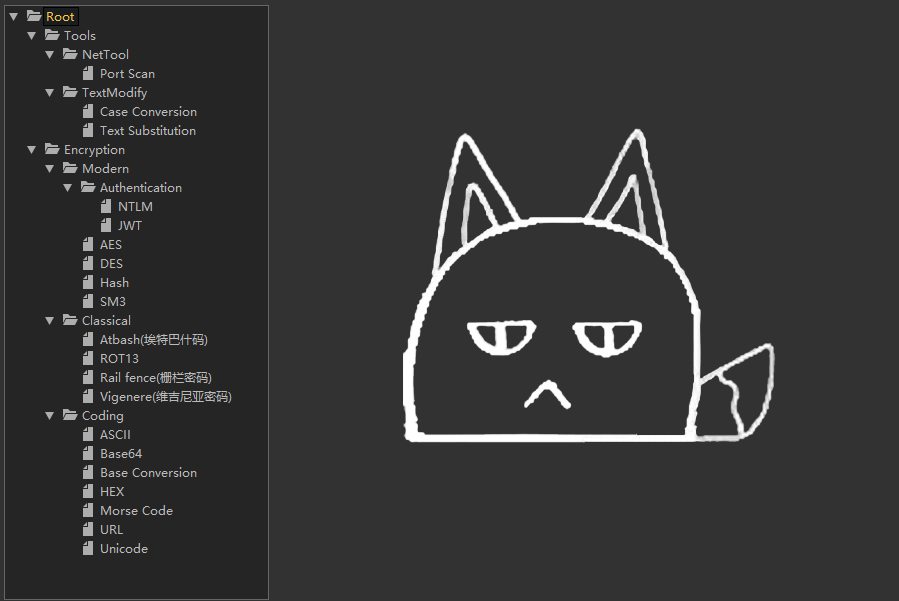 Root
Tools
NetTool
Port Scan
TextModify
Case Conversion
Text Substitution
Encryption
Modern
Authentication
NTLM
JWT
AES
DES
Hash
SM3
Classical
Atbash(埃特巴什码)
ROT13
Rail fence(栅栏密码)
Vigenere(维吉尼亚密码)
Coding
ASCII
Base64
Base Conversion
HEX
Morse Code
URL
Unicode